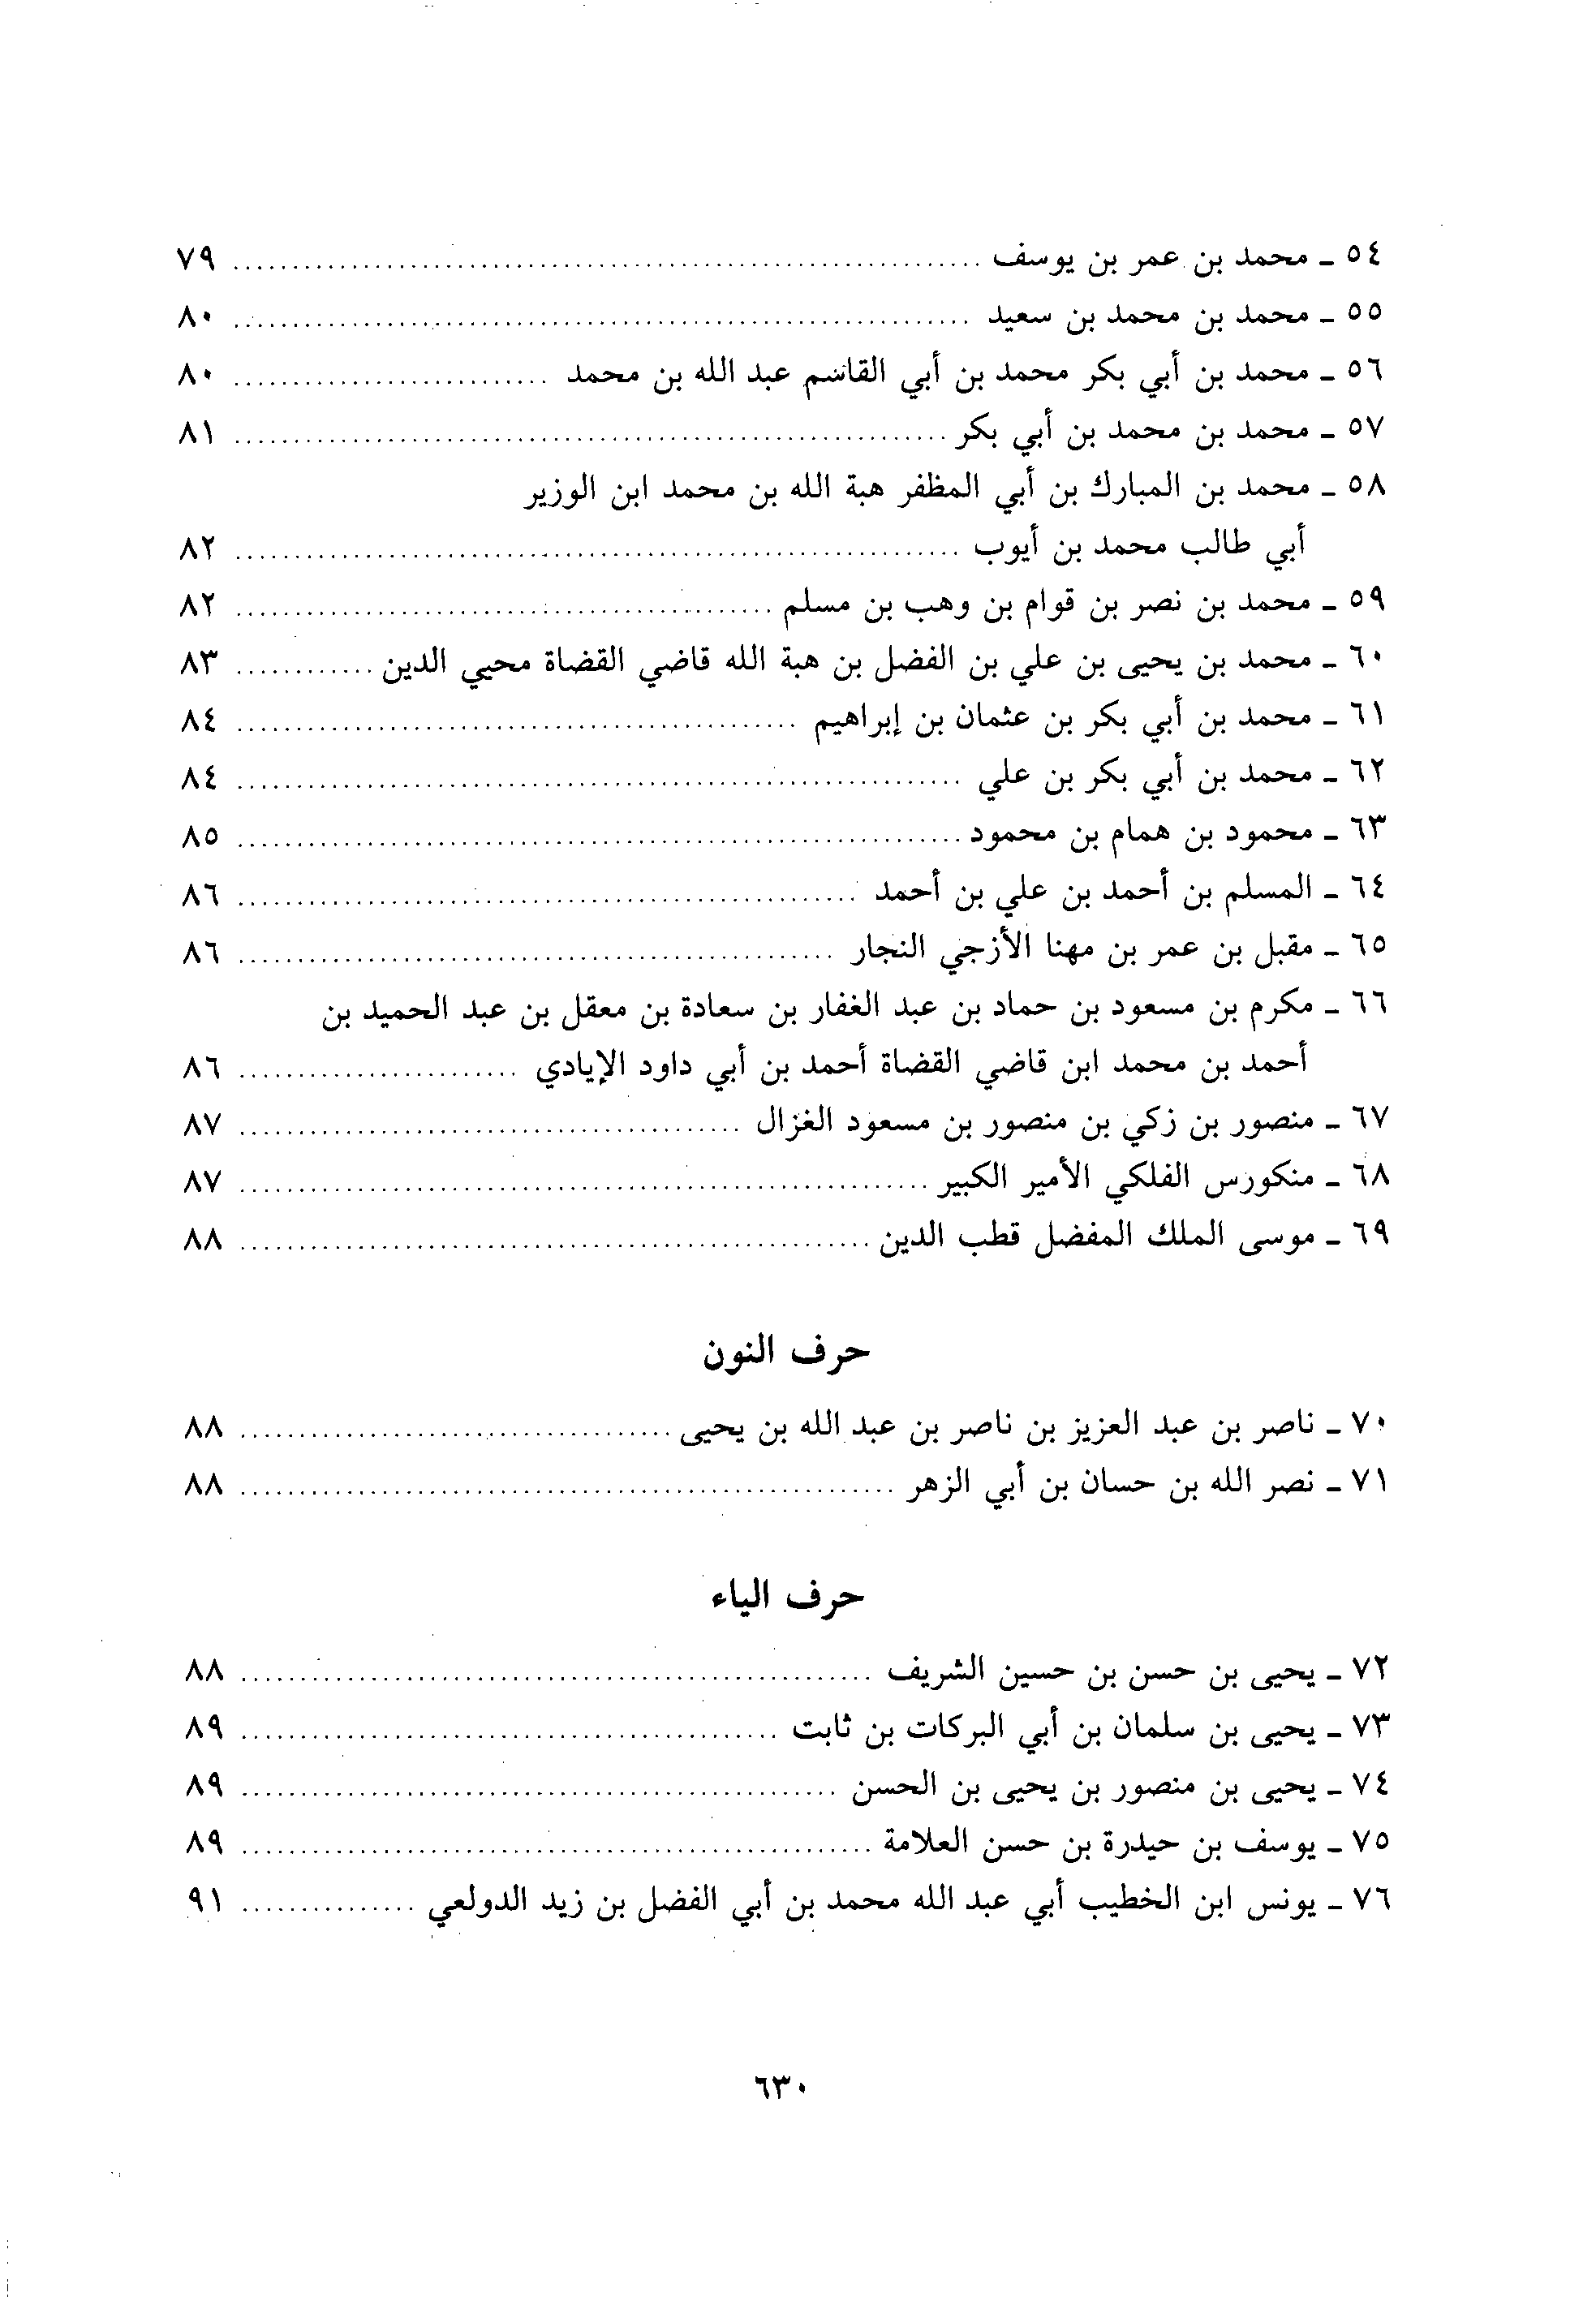 ٥٤ ـ محمد بن عمر بن يوسف ........ ٧٩
٥٥ ـ محمد بن محمد بن سعيد ........ ٨٠
٥٦ ـ محمد بن أبي بكر محمد بن أبي القاسم عبد الله بن محمد ........ ٨٠
٥٧ ـ محمد بن محمد بن أبي بكر ........ ٨١
٥٨ ـ محمد بن المبارك بن أبي المظفر هبة الله بن محمد ابن الوزير
أبي طالب محمد بن أيوب ........ ٨٢
٥٩ ـ محمد بن نصر بن قوام بن وهب بن مسلم ........ ٨٢
٦٠ ـ محمد بن يحيى بن علي بن الفضل بن هبة الله قاضي القضاة محيي الدين ........ ٨٣
٦١ ـ محمد بن أبي بكر بن عثمان بن إبراهيم ........ ٨٤
٦٢ ـ محمد بن أبي بكر بن علي ........ ٨٤
٦٣ ـ محمود بن همام بن محمود ........ ٨٥
٦٤ ـ المسلم بن أحمد بن علي بن أحمد ........ ٨٦
٦٥ ـ مقبل بن عمر بن مهنا الأزجي النجار ........ ٨٦
٦٦ ـ مكرم بن مسعود بن حماد بن عبد الغفار بن سعادة بن معقل بن عبد الحميد بن
أحمد بن محمد ابن قاضي القضاة أحمد بن أبي داود الإيادي ........ ٨٦
٦٧ ـ منصور بن زكي بن منصور بن مسعود الغزال ........ ٨٧
٦٨ ـ منكورس الفلكي الأمير الكبير ........ ٨٧
٦٩ ـ موسى الملك المفضل قطب الدين ........ ٨٨
حرف النون
٧٠ ـ ناصر بن عبد العزيز بن ناصر بن عبد الله بن يحيى ........ ٨٨
٧١ ـ نصر الله بن حسان بن أبي الزهر ........ ٨٨
حرف الياء
٧٢ ـ يحيى بن حسن بن حسين الشريف ........ ٨٨
٧٣ ـ يحيى بن سلمان بن أبي البركات بن ثابت ........ ٨٩
٧٤ ـ يحيى بن منصور بن يحيى بن الحسن ........ ٨٩
٧٥ ـ يوسف بن حيدرة بن حسن العلامة ........ ٨٩
٧٦ ـ يونس ابن الخطيب أبي عبد الله محمد بن أبي الفضل بن زيد الدولعي ........ ٩١
٦٣٠